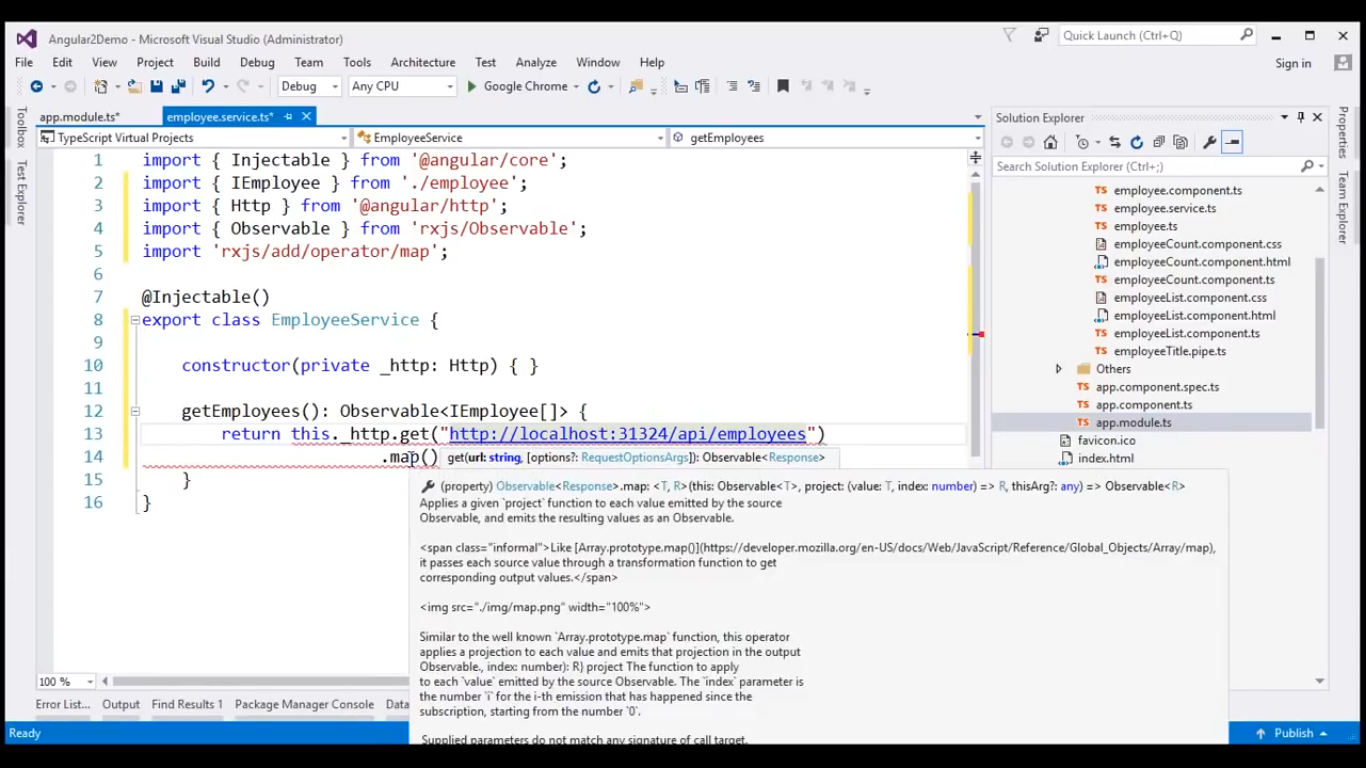 Angular2Demo - Microsoft Visual Studio (Administrator)
Quick Launch (Ctrl+Q)
File Edit View Project Build Debug Team Tools Architecture Test Analyze Window Help
Sign in
Debug Any CPU Google Chrome
Toolbox
Test Explorer
app.module.ts* employee.service.ts*
TypeScript Virtual Projects EmployeeService getEmployees
1 import { Injectable } from '@angular/core';
2 import { IEmployee } from './employee';
3 import { Http } from '@angular/http';
4 import { Observable } from 'rxjs/Observable';
5 import 'rxjs/add/operator/map';
6
7 @Injectable()
8 export class EmployeeService {
9
10 constructor(private _http: Http) { }
11
12 getEmployees(): Observable<IEmployee[]> {
13 return this._http.get("http://localhost:31324/api/employees")
14 .map()
15 }
16 }
get(url: string, [options?: RequestOptionsArgs]): Observable<Response>
(property) Observable<Response>.map: <T, R>(this: Observable<T>, project: (value: T, index: number) => R, thisArg?: any) => Observable<R>
Applies a given `project` function to each value emitted by the source
Observable, and emits the resulting values as an Observable.
<span class="informal">Like [Array.prototype.map()](https://developer.mozilla.org/en-US/docs/Web/JavaScript/Reference/Global_Objects/Array/map),
it passes each source value through a transformation function to get
corresponding output values.</span>
<img src="./img/map.png" width="100%">
Similar to the well known `Array.prototype.map` function, this operator
applies a projection to each value and emits that projection in the output
Observable., index: number): R} project The function to apply
to each `value` emitted by the source Observable. The `index` parameter is
the number `i` for the i-th emission that has happened since the
subscription, starting from the number `0`.
Supplied parameters do not match any signature of call target.
100 %
Error List... Output Find Results 1 Package Manager Console Data
Ready
Publish
Solution Explorer
Search Solution Explorer (Ctrl+;)
TS employee.component.ts
TS employee.service.ts
TS employee.ts
employeeCount.component.css
employeeCount.component.html
TS employeeCount.component.ts
employeeList.component.css
employeeList.component.html
TS employeeList.component.ts
TS employeeTitle.pipe.ts
Others
TS app.component.spec.ts
TS app.component.ts
TS app.module.ts
favicon.ico
index.html
Properties
Team Explorer